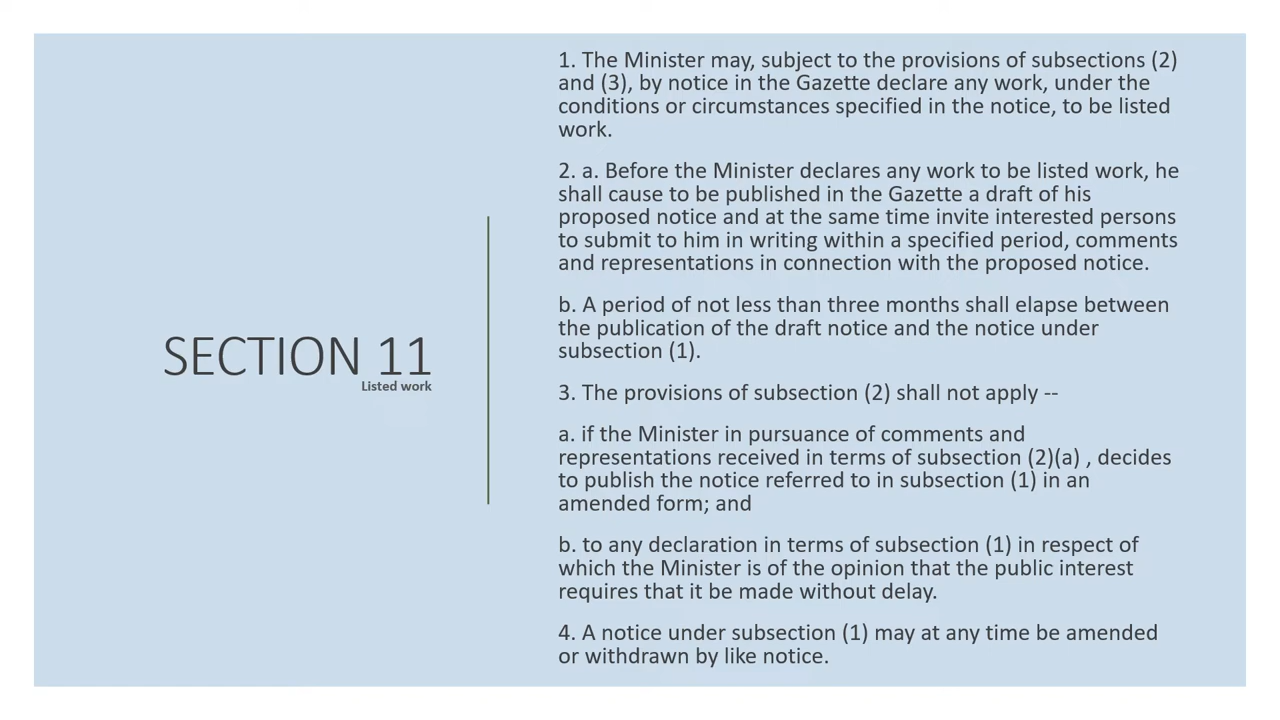 SECTION 11
Listed work
1. The Minister may, subject to the provisions of subsections (2)
and (3), by notice in the Gazette declare any work, under the
conditions or circumstances specified in the notice, to be listed
work.
2. a. Before the Minister declares any work to be listed work, he
shall cause to be published in the Gazette a draft of his
proposed notice and at the same time invite interested persons
to submit to him in writing within a specified period, comments
and representations in connection with the proposed notice.
b. A period of not less than three months shall elapse between
the publication of the draft notice and the notice under
subsection (1).
3. The provisions of subsection (2) shall not apply --
a. if the Minister in pursuance of comments and
representations received in terms of subsection (2)(a) , decides
to publish the notice referred to in subsection (1) in an
amended form; and
b. to any declaration in terms of subsection (1) in respect of
which the Minister is of the opinion that the public interest
requires that it be made without delay.
4. A notice under subsection (1) may at any time be amended
or withdrawn by like notice.